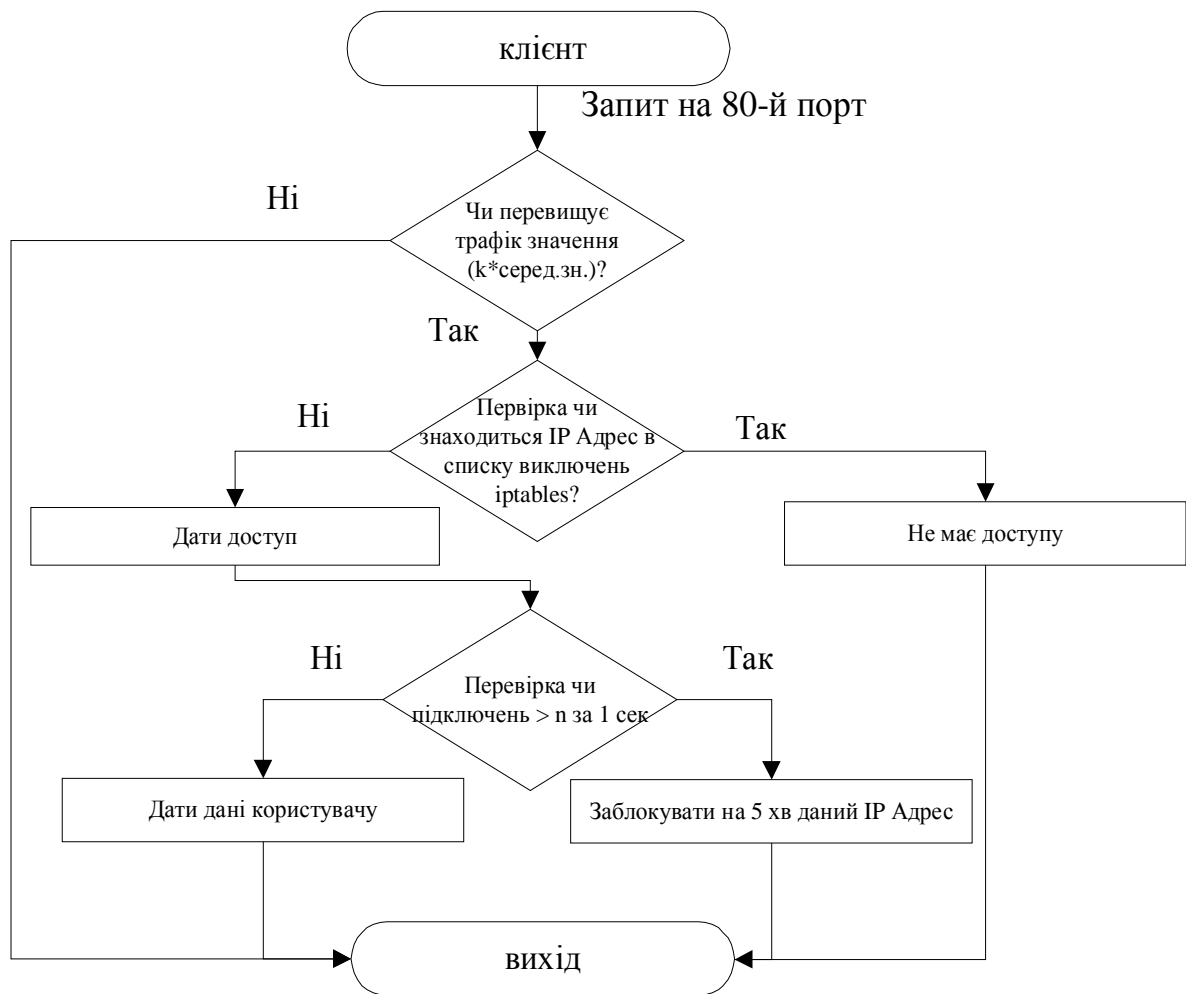 клієнт
Запит на 80-й порт
Ні
Чи перевищує
трафік значення
(k*серед.зн.)?
Так
Ні
Первірка чи
знаходиться IP Адрес в
списку виключень
iptables?
Так
Дати доступ
Не має доступу
Ні
Перевірка чи
підключень > n за 1 сек
Так
Дати дані користувачу
Заблокувати на 5 хв даний IP Адрес
вихід